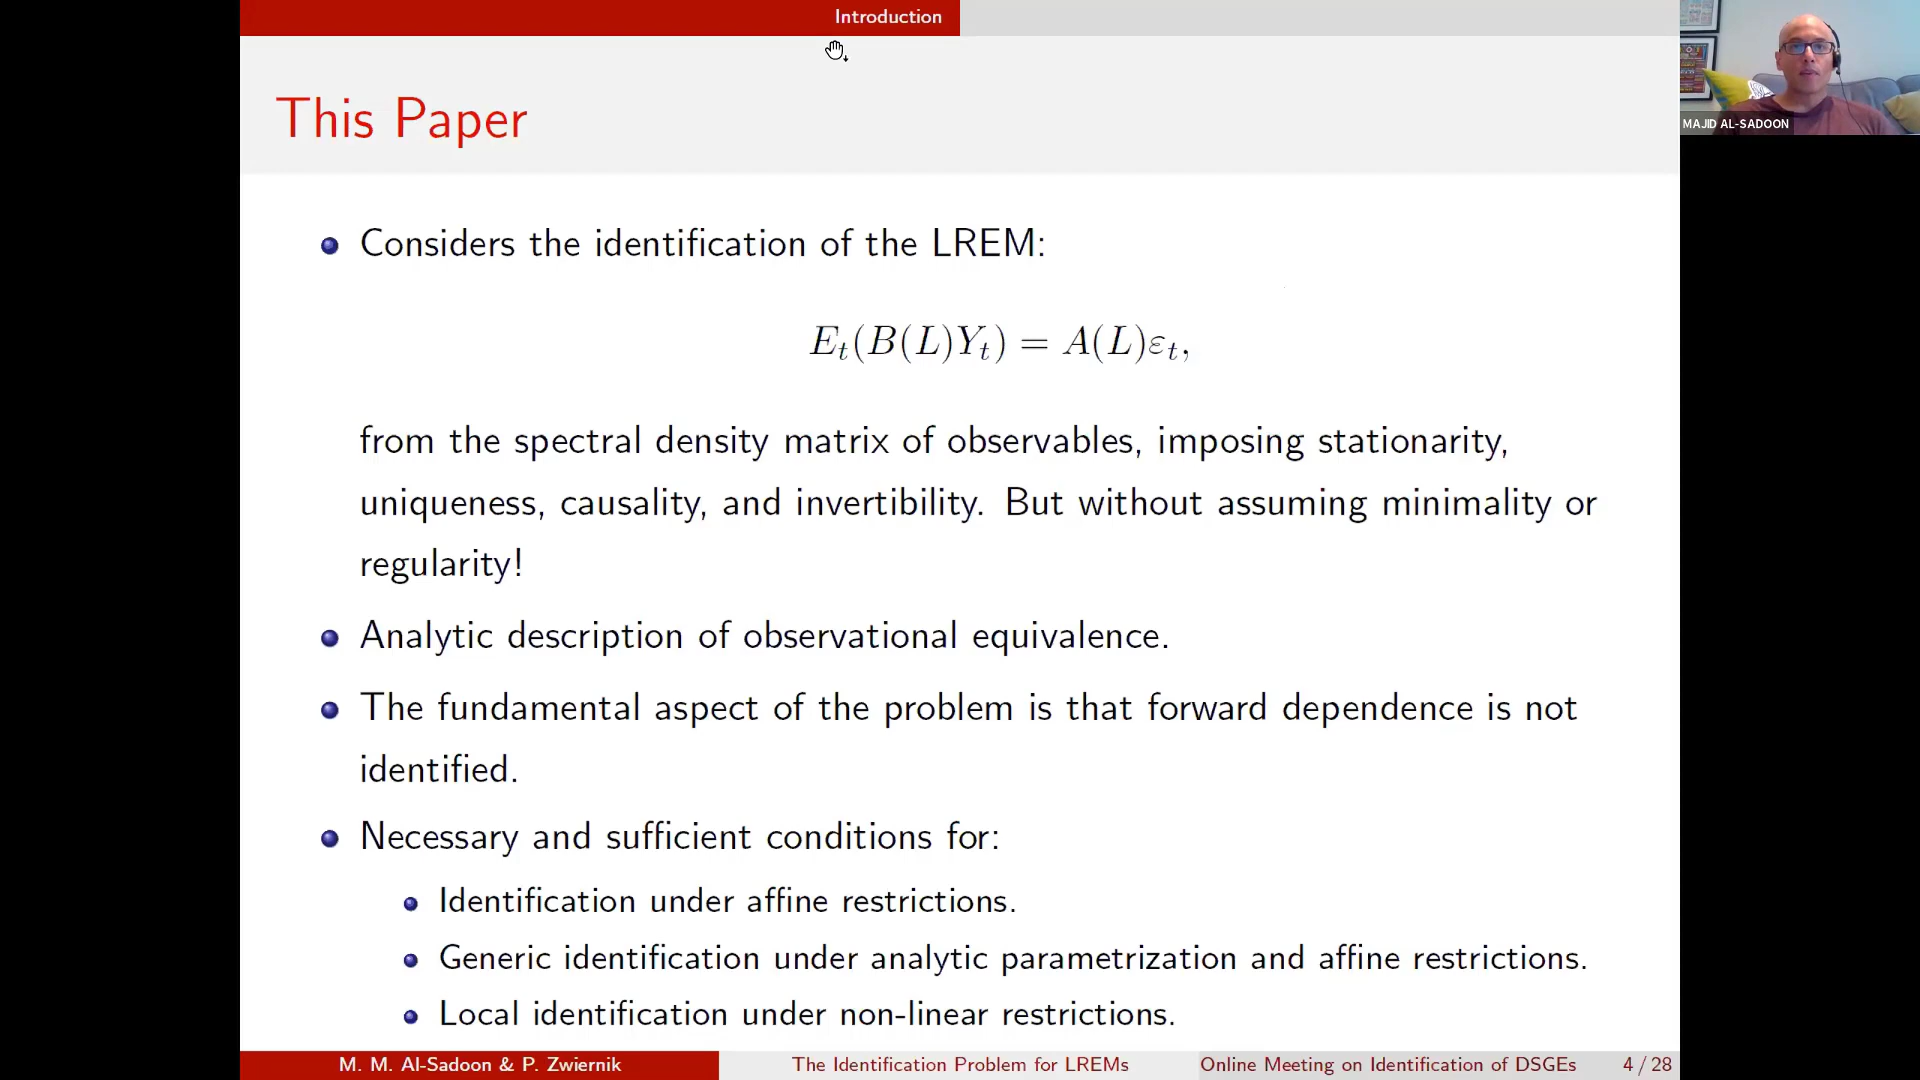 Introduction
MAJID AL-SADOON
This Paper
Considers the identification of the LREM:
E_t(B(L)Y_t) = A(L)ε_t,
from the spectral density matrix of observables, imposing stationarity,
uniqueness, causality, and invertibility. But without assuming minimality or
regularity!
Analytic description of observational equivalence.
The fundamental aspect of the problem is that forward dependence is not
identified.
Necessary and sufficient conditions for:
Identification under affine restrictions.
Generic identification under analytic parametrization and affine restrictions.
Local identification under non-linear restrictions.
M. M. Al-Sadoon & P. Zwiernik The Identification Problem for LREMs Online Meeting on Identification of DSGEs 4 / 28